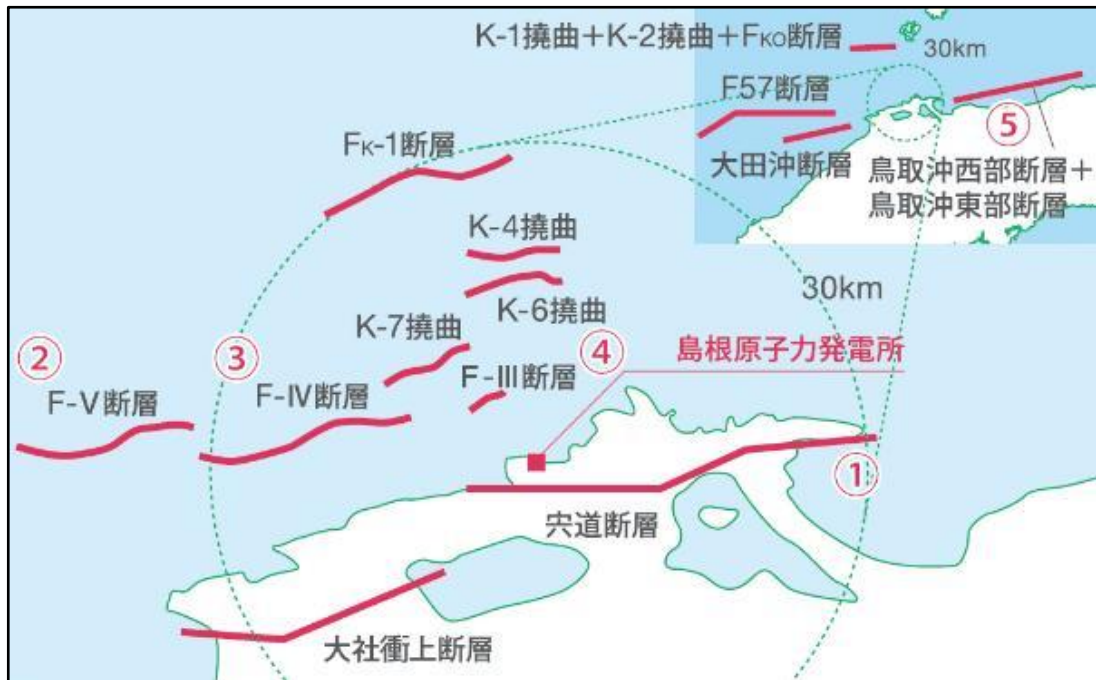 K-1撓曲+K-2撓曲+FKO断層
30km
F57断層
⑤
大田沖断層
鳥取沖西部断層+
鳥取沖東部断層
FK-1断層
K-4撓曲
30km
K-6撓曲
K-7撓曲
②
③
④
島根原子力発電所
F-Ⅴ断層
F-Ⅳ断層
F-Ⅲ断層
①
宍道断層
大社衝上断層